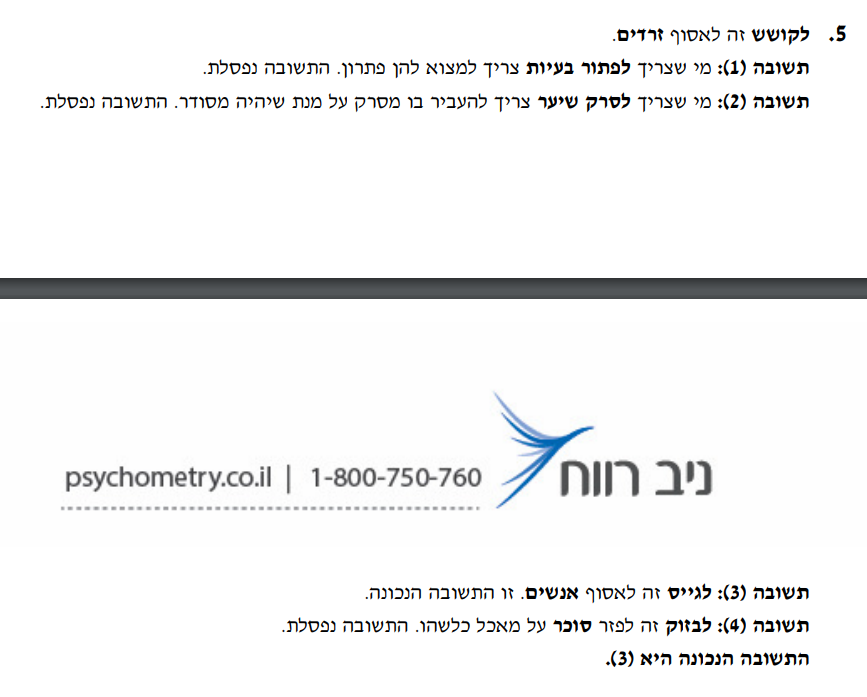 5. לקושש זה לאסוף זרדים.
תשובה (1): מי שצריך לפתור בעיות צריך למצוא להן פתרון. התשובה נפסלת.
תשובה (2): מי שצריך לסרק שיער צריך להעביר בו מסרק על מנת שיהיה מסודר. התשובה נפסלת.
ניב רווח
psychometry.co.il | 1-800-750-760
תשובה (3): לגייס זה לאסוף אנשים. זו התשובה הנכונה.
תשובה (4): לבזוק זה לפזר סוכר על מאכל כלשהו. התשובה נפסלת.
התשובה הנכונה היא (3).